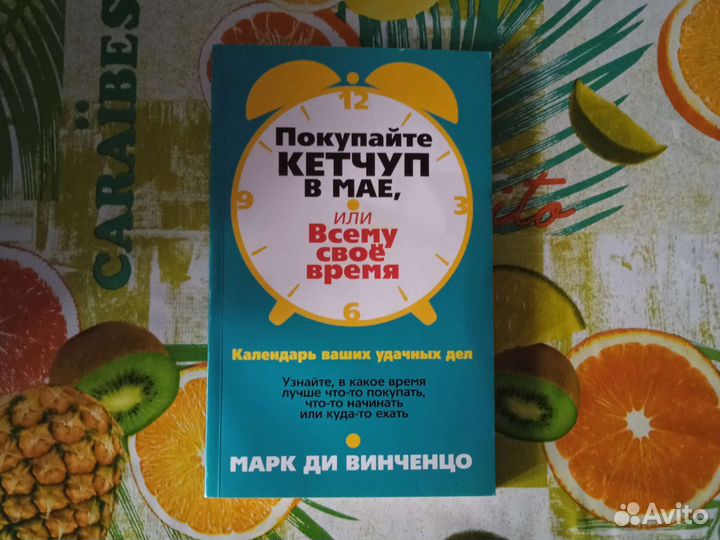 CARAÏBES
12
9
3
6
Покупайте
КЕТЧУП
В МАЕ,
или
Всему
своё
время
Календарь ваших удачных дел
Узнайте, в какое время
лучше что-то покупать,
что-то начинать
или куда-то ехать
МАРК ДИ ВИНЧЕНЦО
Avito